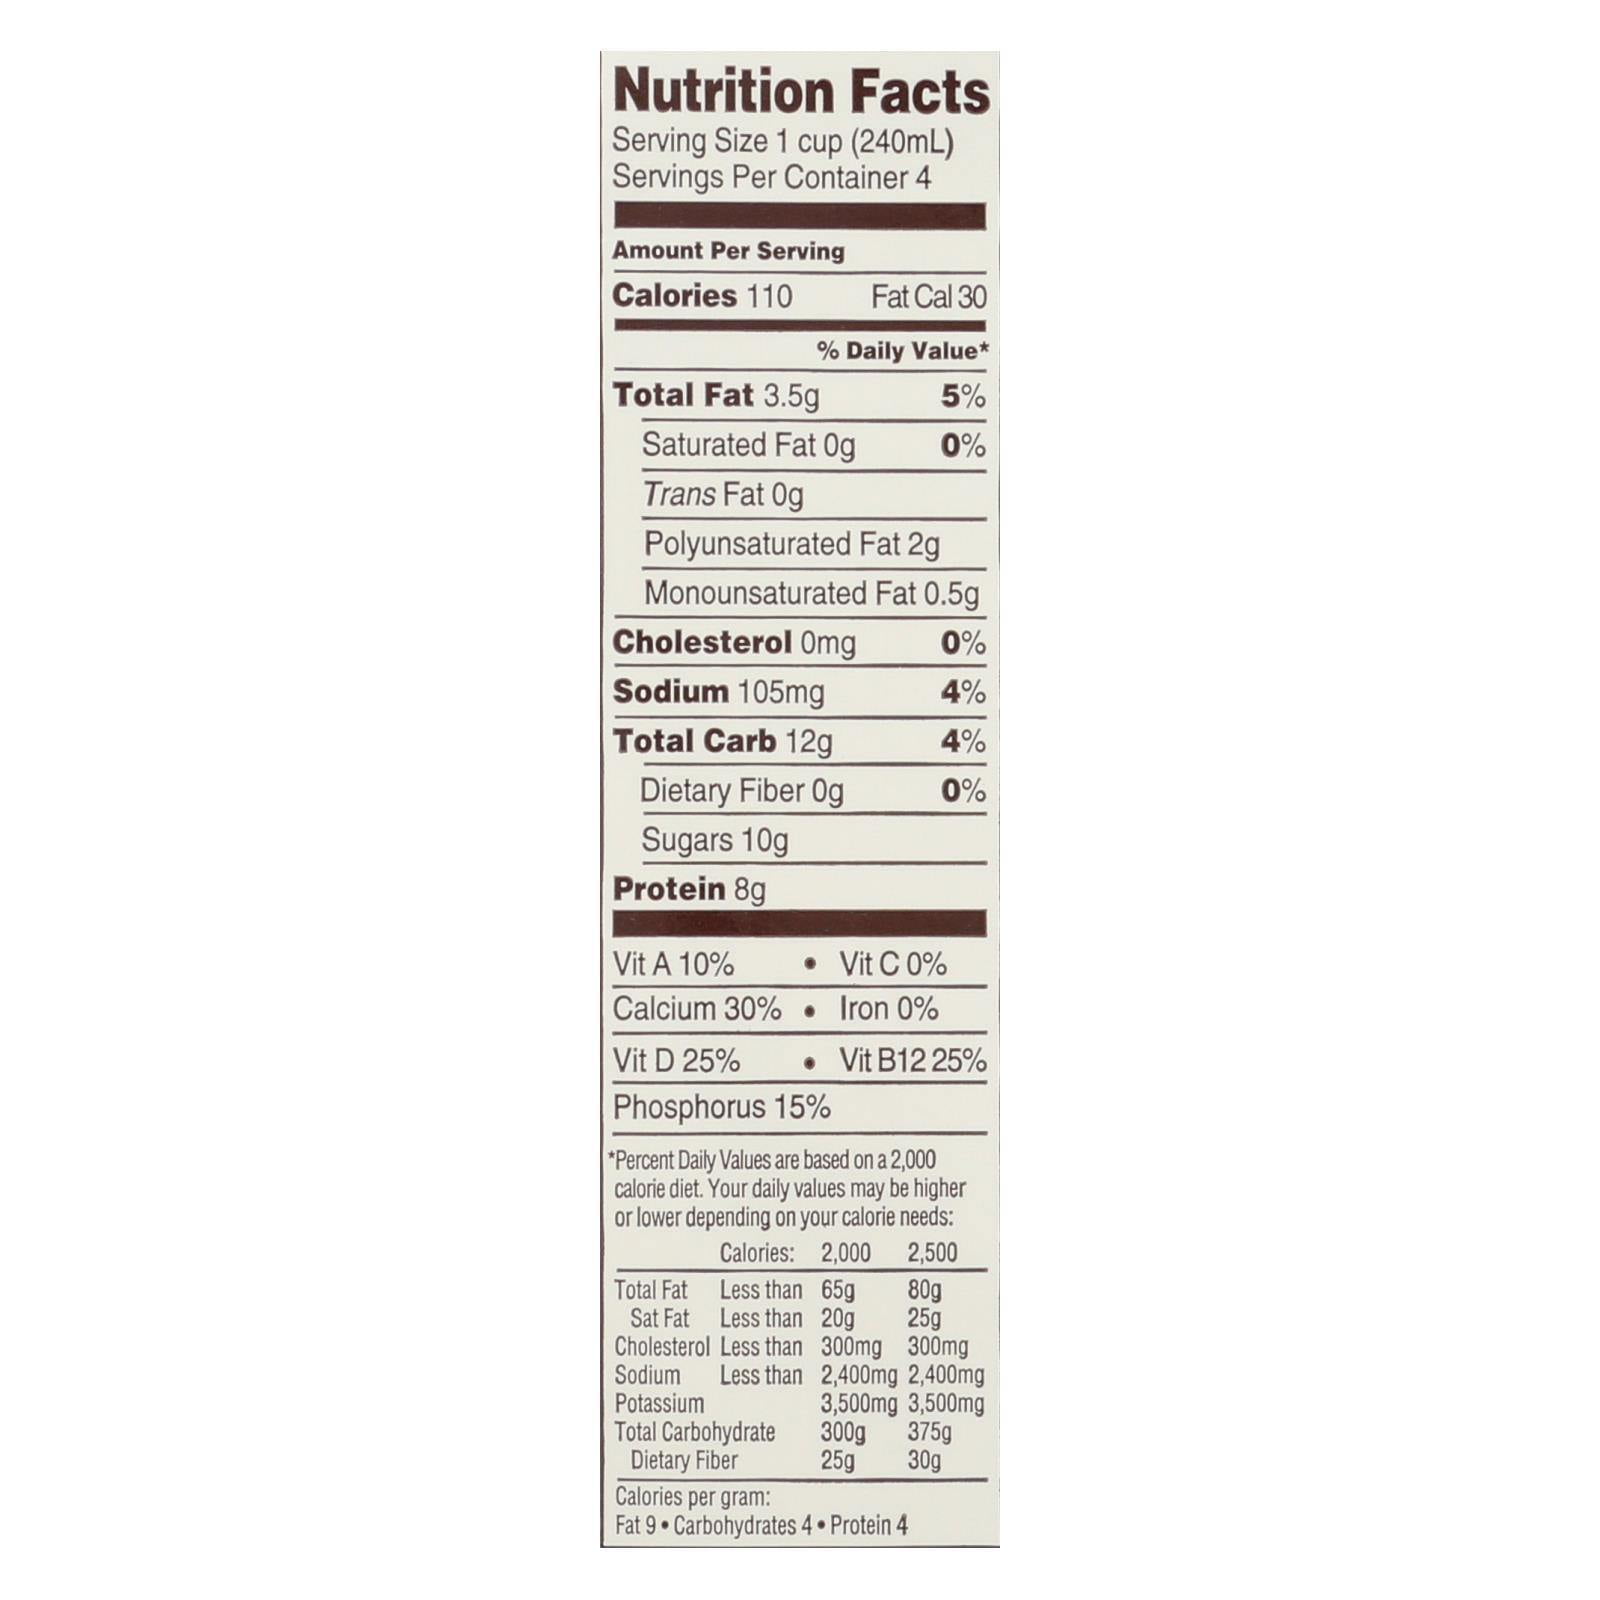 Nutrition Facts
Serving Size 1 cup (240mL)
Servings Per Container 4
Amount Per Serving
Calories 110 Fat Cal 30
% Daily Value*
Total Fat 3.5g 5%
Saturated Fat 0g 0%
Trans Fat 0g
Polyunsaturated Fat 2g
Monounsaturated Fat 0.5g
Cholesterol 0mg 0%
Sodium 105mg 4%
Total Carb 12g 4%
Dietary Fiber 0g 0%
Sugars 10g
Protein 8g
Vit A 10% • Vit C 0%
Calcium 30% • Iron 0%
Vit D 25% • Vit B12 25%
Phosphorus 15%
*Percent Daily Values are based on a 2,000
calorie diet. Your daily values may be higher
or lower depending on your calorie needs:
Calories: 2,000 2,500
Total Fat Less than 65g 80g
Sat Fat Less than 20g 25g
Cholesterol Less than 300mg 300mg
Sodium Less than 2,400mg 2,400mg
Potassium 3,500mg 3,500mg
Total Carbohydrate 300g 375g
Dietary Fiber 25g 30g
Calories per gram:
Fat 9 • Carbohydrates 4 • Protein 4